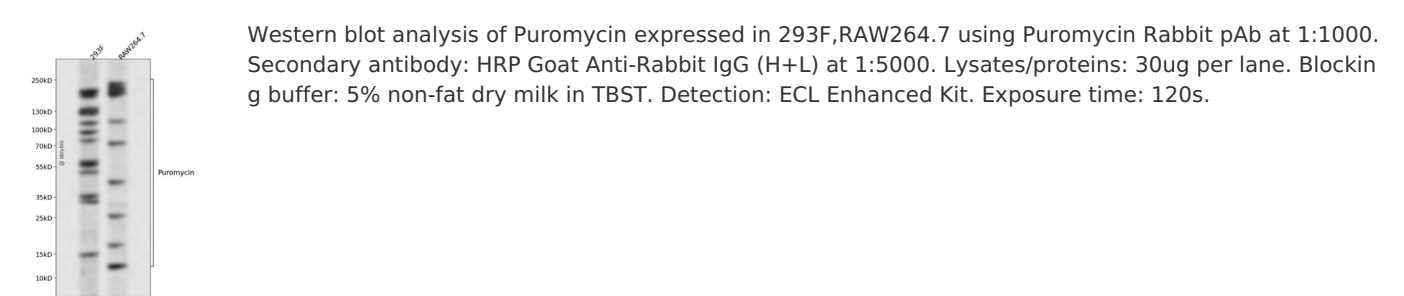 293F
RAW264.7
250kD
130kD
100kD
70kD
55kD
35kD
25kD
15kD
10kD
@ ablybio
Puromycin
Western blot analysis of Puromycin expressed in 293F,RAW264.7 using Puromycin Rabbit pAb at 1:1000.
Secondary antibody: HRP Goat Anti-Rabbit IgG (H+L) at 1:5000. Lysates/proteins: 30ug per lane. Blockin
g buffer: 5% non-fat dry milk in TBST. Detection: ECL Enhanced Kit. Exposure time: 120s.